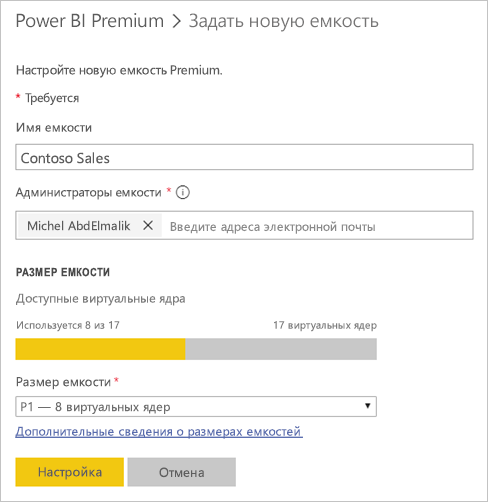 Power BI Premium > Задать новую емкость
Настройте новую емкость Premium.
* Требуется
Имя емкости
Contoso Sales
Администраторы емкости *
Michel AbdElmalik × Введите адреса электронной почты
РАЗМЕР ЕМКОСТИ
Доступные виртуальные ядра
Используется 8 из 17 17 виртуальных ядер
Размер емкости *
P1 — 8 виртуальных ядер
Дополнительные сведения о размерах емкостей
Настройка Отмена